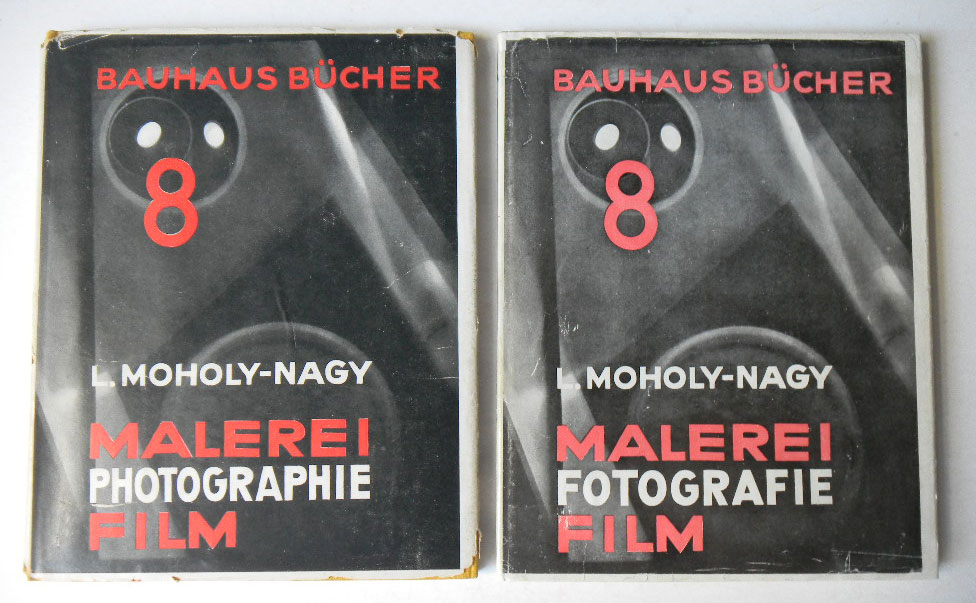 BAUHAUS BÜCHER
8
L. MOHOLY-NAGY
MALEREI
PHOTOGRAPHIE
FILM
BAUHAUS BÜCHER
8
L. MOHOLY-NAGY
MALEREI
FOTOGRAFIE
FILM